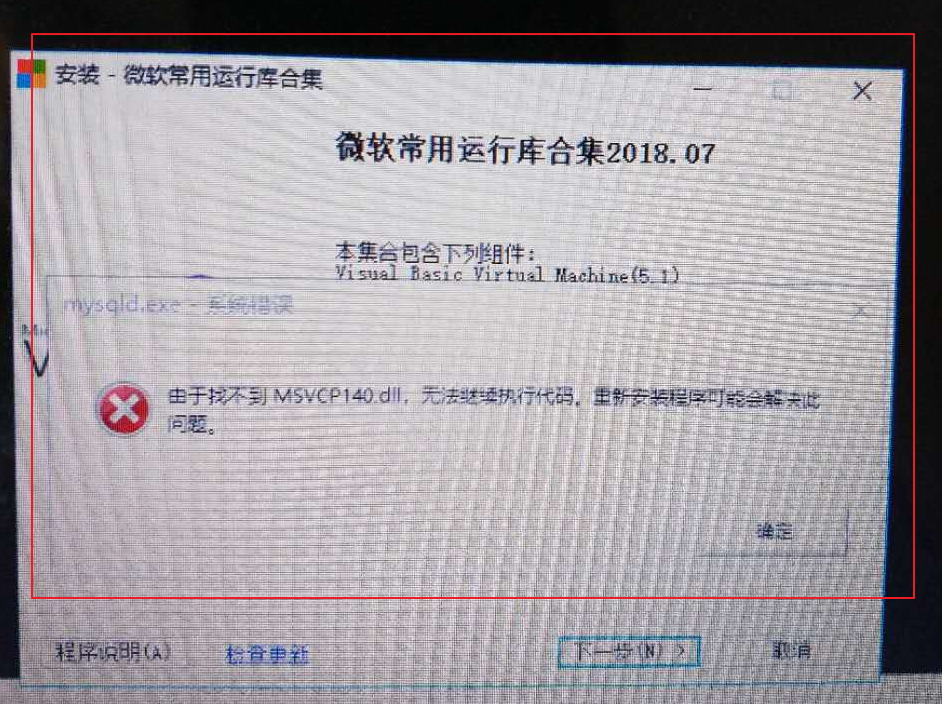 安装 - 微软常用运行库合集
微软常用运行库合集2018.07
本集合包含下列组件:
Visual Basic Virtual Machine(5.1)
mysqld.exe - 系统错误
由于找不到 MSVCP140.dll，无法继续执行代码。重新安装程序可能会解决此
问题。
确定
程序说明(A)
检查更新
下一步(N) >
取消